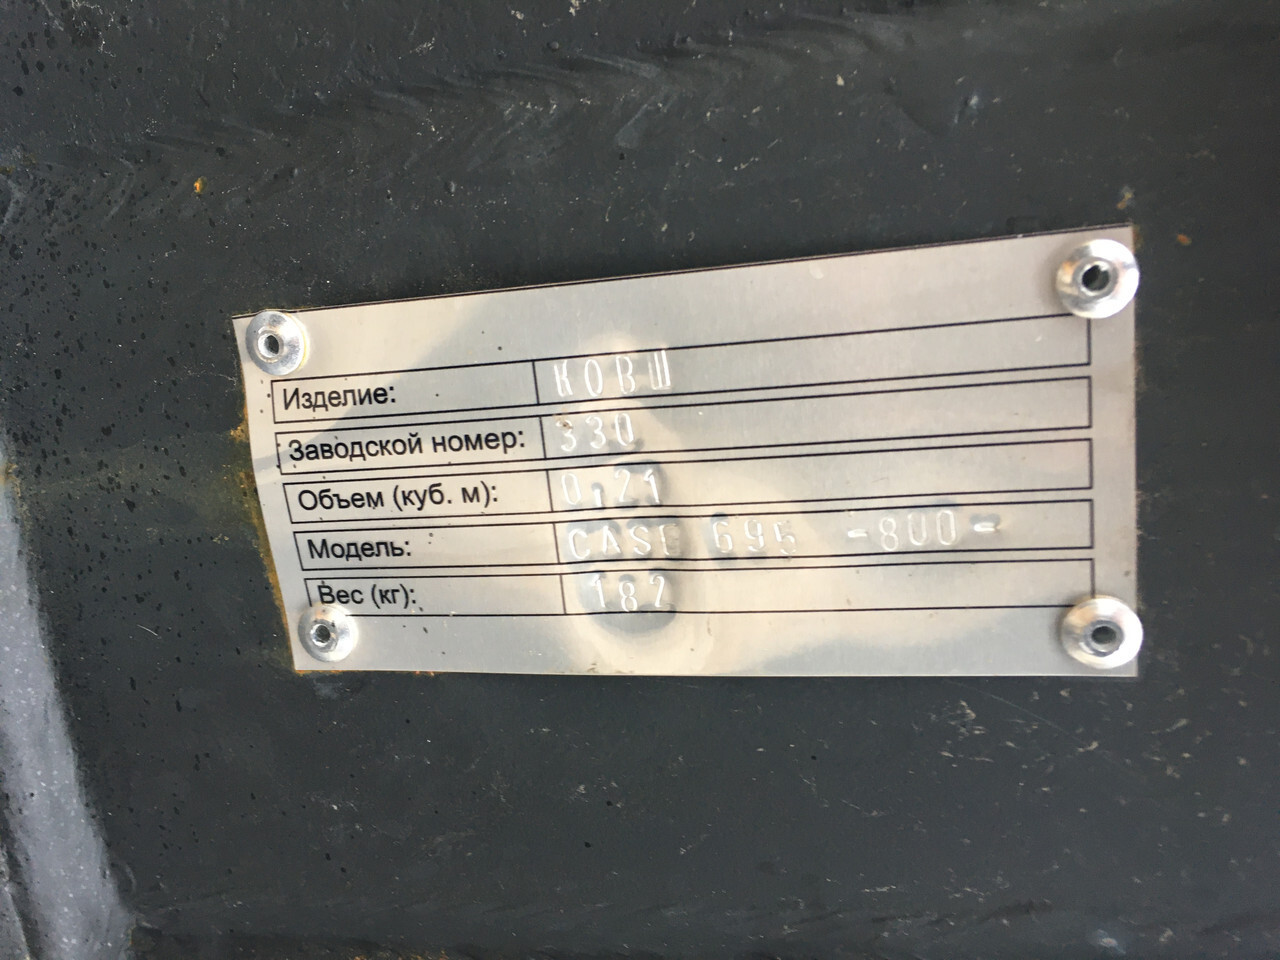 Изделие: КОВШ
Заводской номер: 330
Объем (куб. м): 0,21
Модель: CASE 695 -800-
Вес (кг): 182